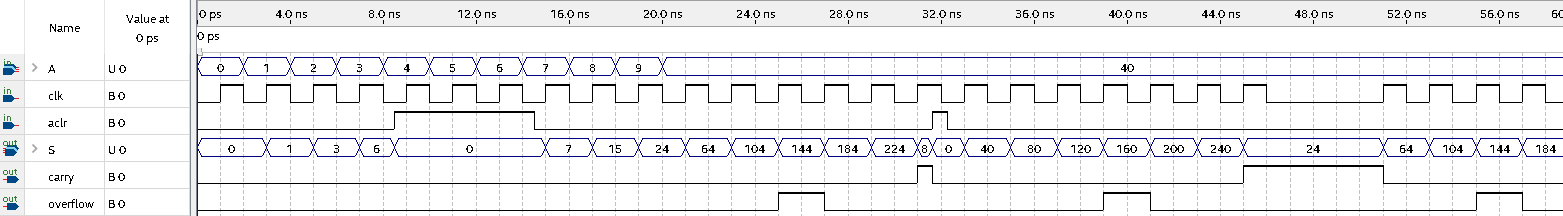 Name Value at 0 ps
0 ps 4.0 ns 8.0 ns 12.0 ns 16.0 ns 20.0 ns 24.0 ns 28.0 ns 32.0 ns 36.0 ns 40.0 ns 44.0 ns 48.0 ns 52.0 ns 56.0 ns 60
0 ps
in A U 0 0 1 2 3 4 5 6 7 8 9 40
in clk B 0
in aclr B 0
out S U 0 0 1 3 6 0 7 15 24 64 104 144 184 224 8 0 40 80 120 160 200 240 24 64 104 144 184
out carry B 0
out overflow B 0